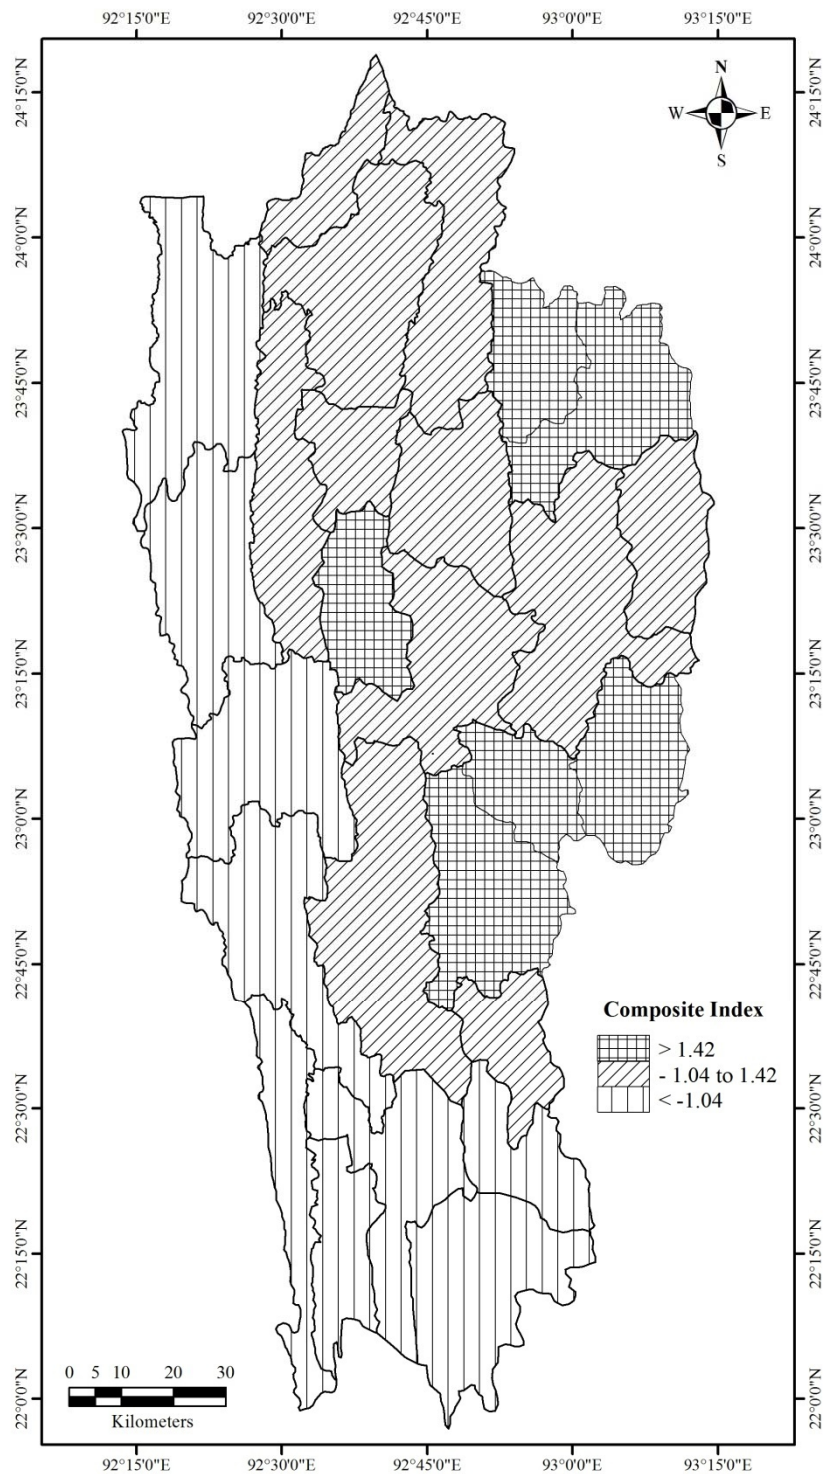 92°15'0"E 92°30'0"E 92°45'0"E 93°0'0"E 93°15'0"E
N
W E
S
24°15'0"N 24°15'0"N
24°0'0"N 24°0'0"N
23°45'0"N 23°45'0"N
23°30'0"N 23°30'0"N
23°15'0"N 23°15'0"N
23°0'0"N 23°0'0"N
22°45'0"N 22°45'0"N
Composite Index
> 1.42
- 1.04 to 1.42
< -1.04
22°30'0"N 22°30'0"N
22°15'0"N 22°15'0"N
0 5 10 20 30
Kilometers
22°0'0"N 22°0'0"N
92°15'0"E 92°30'0"E 92°45'0"E 93°0'0"E 93°15'0"E